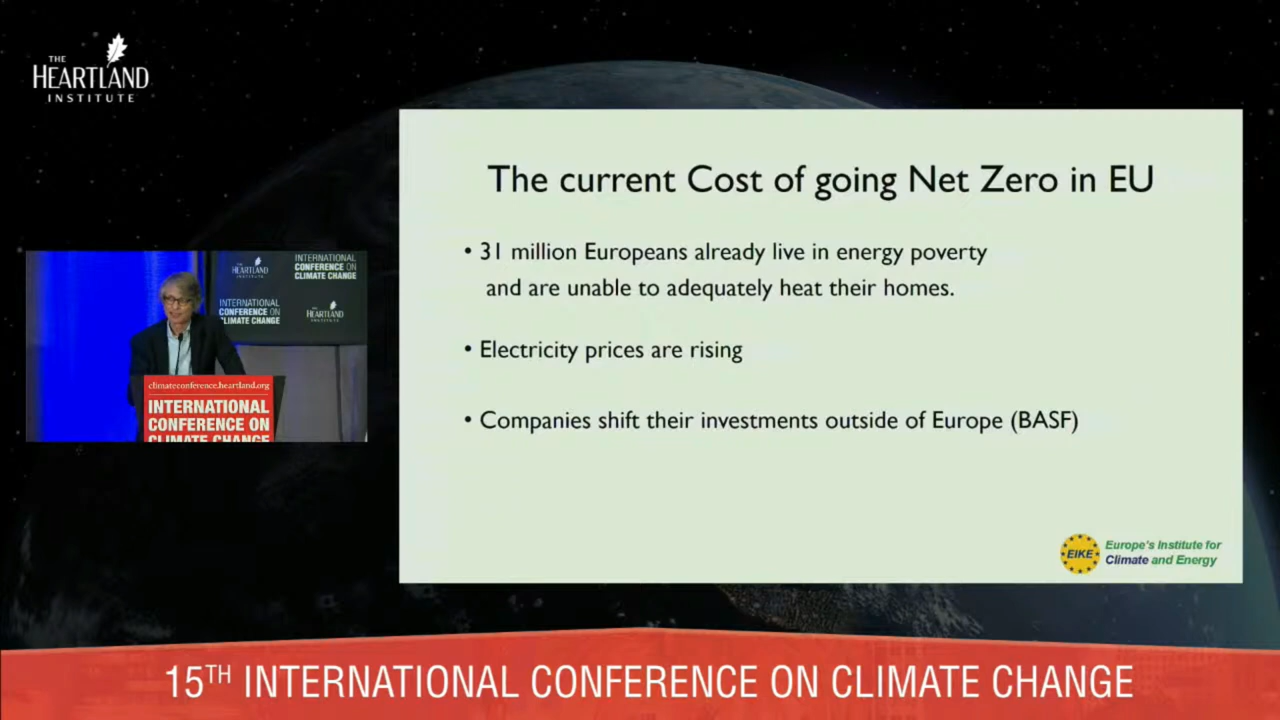 THE
HEARTLAND
INSTITUTE
The current Cost of going Net Zero in EU
• 31 million Europeans already live in energy poverty
and are unable to adequately heat their homes.
• Electricity prices are rising
• Companies shift their investments outside of Europe (BASF)
EIKE
Europe's Institute for
Climate and Energy
HEARTLAND
INSTITUTE
INTERNATIONAL
CONFERENCE ON
CLIMATE CHANGE
INTERNATIONAL
CONFERENCE ON
CLIMATE CHANGE
HEARTLAND
INSTITUTE
climateconference.heartland.org
INTERNATIONAL
CONFERENCE ON
CLIMATE CHANGE
15TH INTERNATIONAL CONFERENCE ON CLIMATE CHANGE